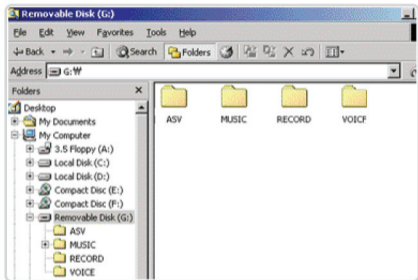 Removable Disk (G:)
File Edit View Favorites Tools Help
Back Search Folders
Address G:₩
Folders ×
Desktop
My Documents
My Computer
3.5 Floppy (A:)
Local Disk (C:)
Local Disk (D:)
Compact Disc (E:)
Compact Disc (F:)
Removable Disk (G:)
ASV
MUSIC
RECORD
VOICE
ASV MUSIC RECORD VOICE